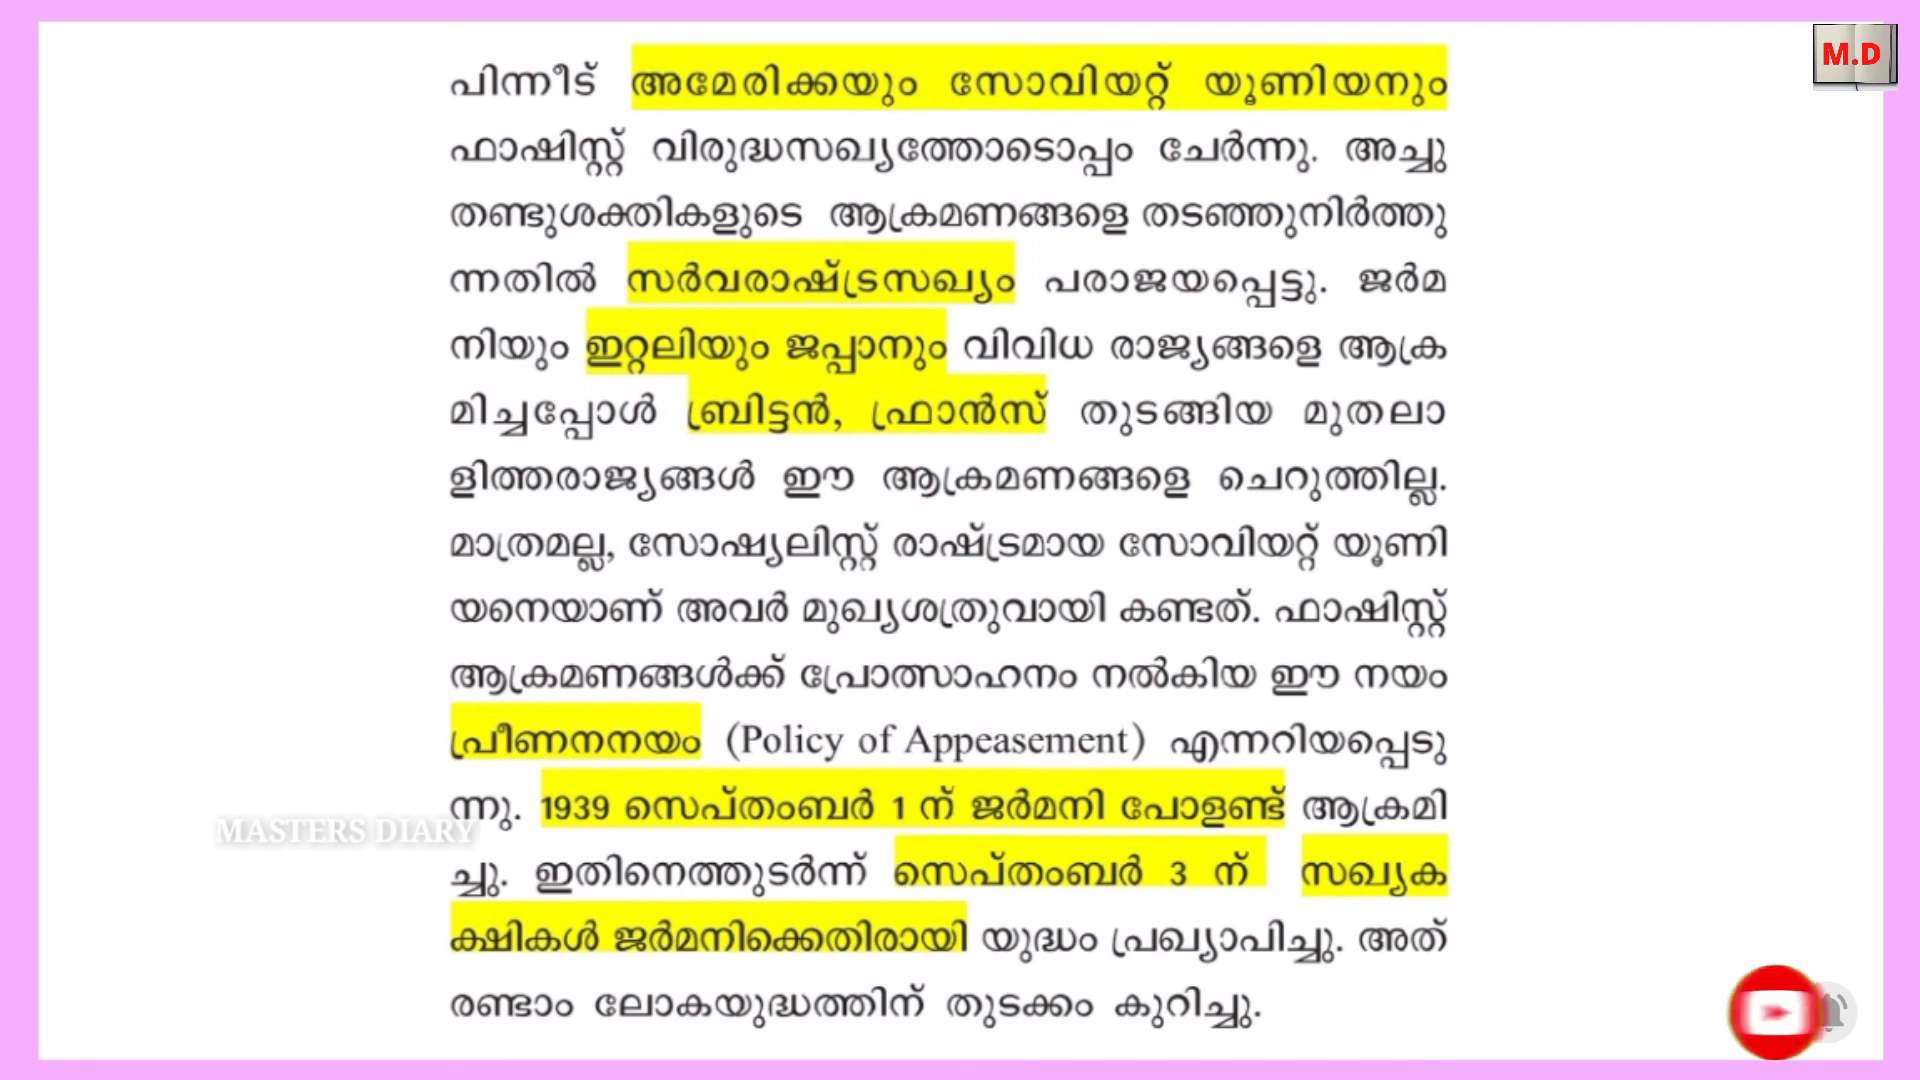 M.D
പിന്നീട് അമേരിക്കയും സോവിയറ്റ് യൂണിയനും
ഫാഷിസ്റ്റ് വിരുദ്ധസഖ്യത്തോടൊപ്പം ചേർന്നു. അച്ചു
തണ്ടുശക്തികളുടെ ആക്രമണങ്ങളെ തടഞ്ഞുനിർത്തു
ന്നതിൽ സർവരാഷ്ട്രസഖ്യം പരാജയപ്പെട്ടു. ജർമ
നിയും ഇറ്റലിയും ജപ്പാനും വിവിധ രാജ്യങ്ങളെ ആക്ര
മിച്ചപ്പോൾ ബ്രിട്ടൻ, ഫ്രാൻസ് തുടങ്ങിയ മുതലാ
ളിത്തരാജ്യങ്ങൾ ഈ ആക്രമണങ്ങളെ ചെറുത്തില്ല.
മാത്രമല്ല, സോഷ്യലിസ്റ്റ് രാഷ്ട്രമായ സോവിയറ്റ് യൂണി
യനെയാണ് അവർ മുഖ്യശത്രുവായി കണ്ടത്. ഫാഷിസ്റ്റ്
ആക്രമണങ്ങൾക്ക് പ്രോത്സാഹനം നൽകിയ ഈ നയം
പ്രീണനനയം (Policy of Appeasement) എന്നറിയപ്പെടു
ന്നു. 1939 സെപ്തംബർ 1 ന് ജർമനി പോളണ്ട് ആക്രമി
ച്ചു. ഇതിനെത്തുടർന്ന് സെപ്തംബർ 3 ന് സഖ്യക
ക്ഷികൾ ജർമനിക്കെതിരായി യുദ്ധം പ്രഖ്യാപിച്ചു. അത്
രണ്ടാം ലോകയുദ്ധത്തിന് തുടക്കം കുറിച്ചു.
MASTERS DIARY